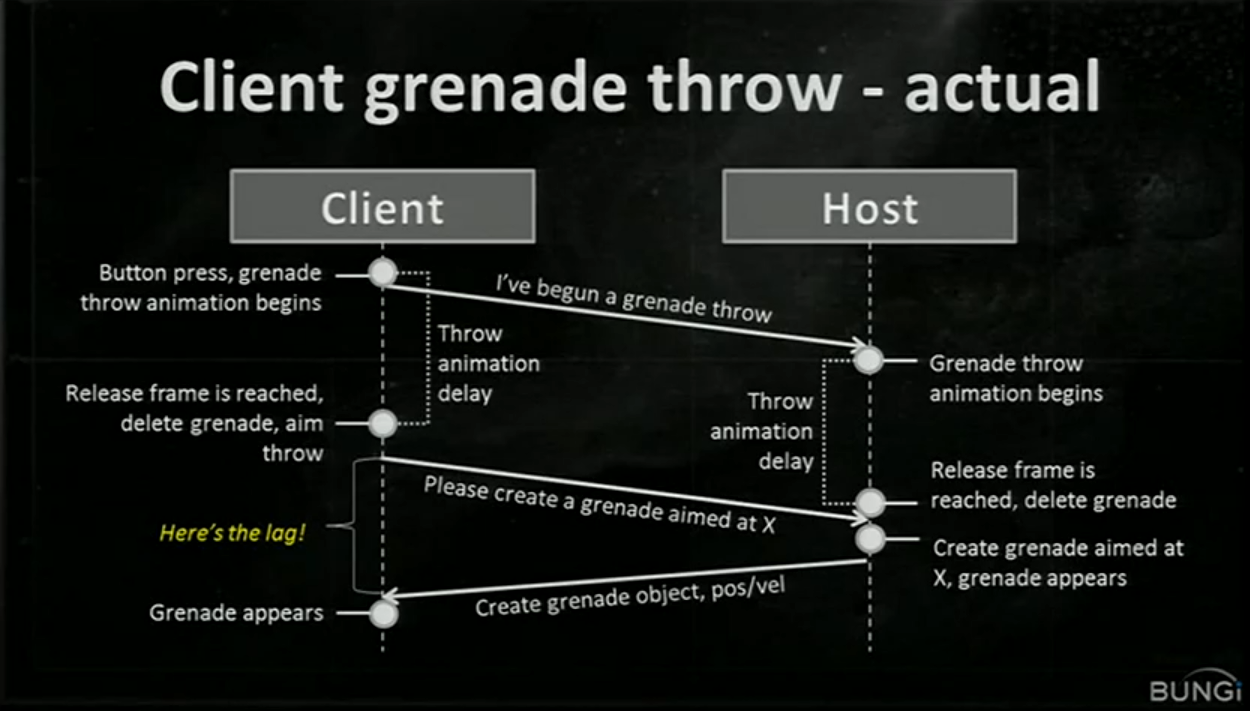 Client grenade throw - actual
Client
Host
Button press, grenade
throw animation begins
I've begun a grenade throw
Throw
animation
delay
Grenade throw
animation begins
Release frame is reached,
delete grenade, aim
throw
Throw
animation
delay
Please create a grenade aimed at X
Release frame is
reached, delete grenade
Here's the lag!
Create grenade aimed at
X, grenade appears
Create grenade object, pos/vel
Grenade appears
BUNGi